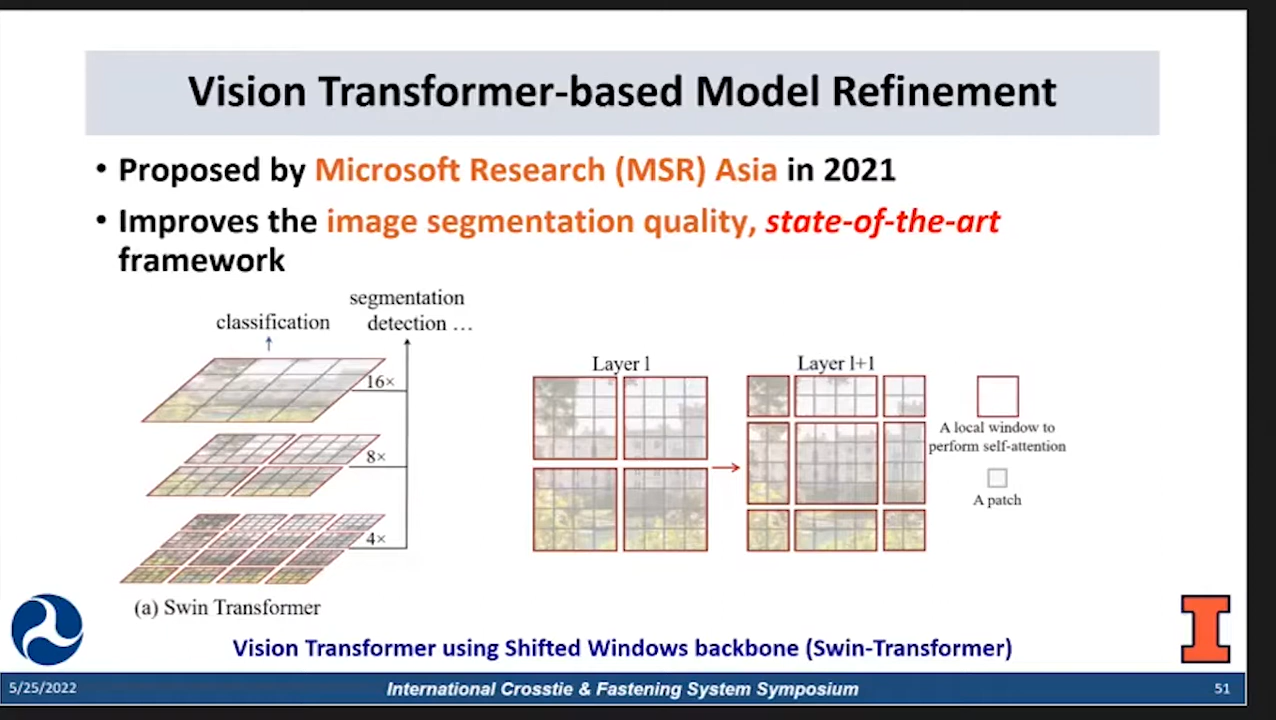 Vision Transformer-based Model Refinement
• Proposed by Microsoft Research (MSR) Asia in 2021
• Improves the image segmentation quality, state-of-the-art
framework
segmentation
classification detection ...
16×
8×
4×
(a) Swin Transformer
Layer l
Layer l+1
A local window to
perform self-attention
A patch
Vision Transformer using Shifted Windows backbone (Swin-Transformer)
I
5/25/2022 International Crosstie & Fastening System Symposium 51